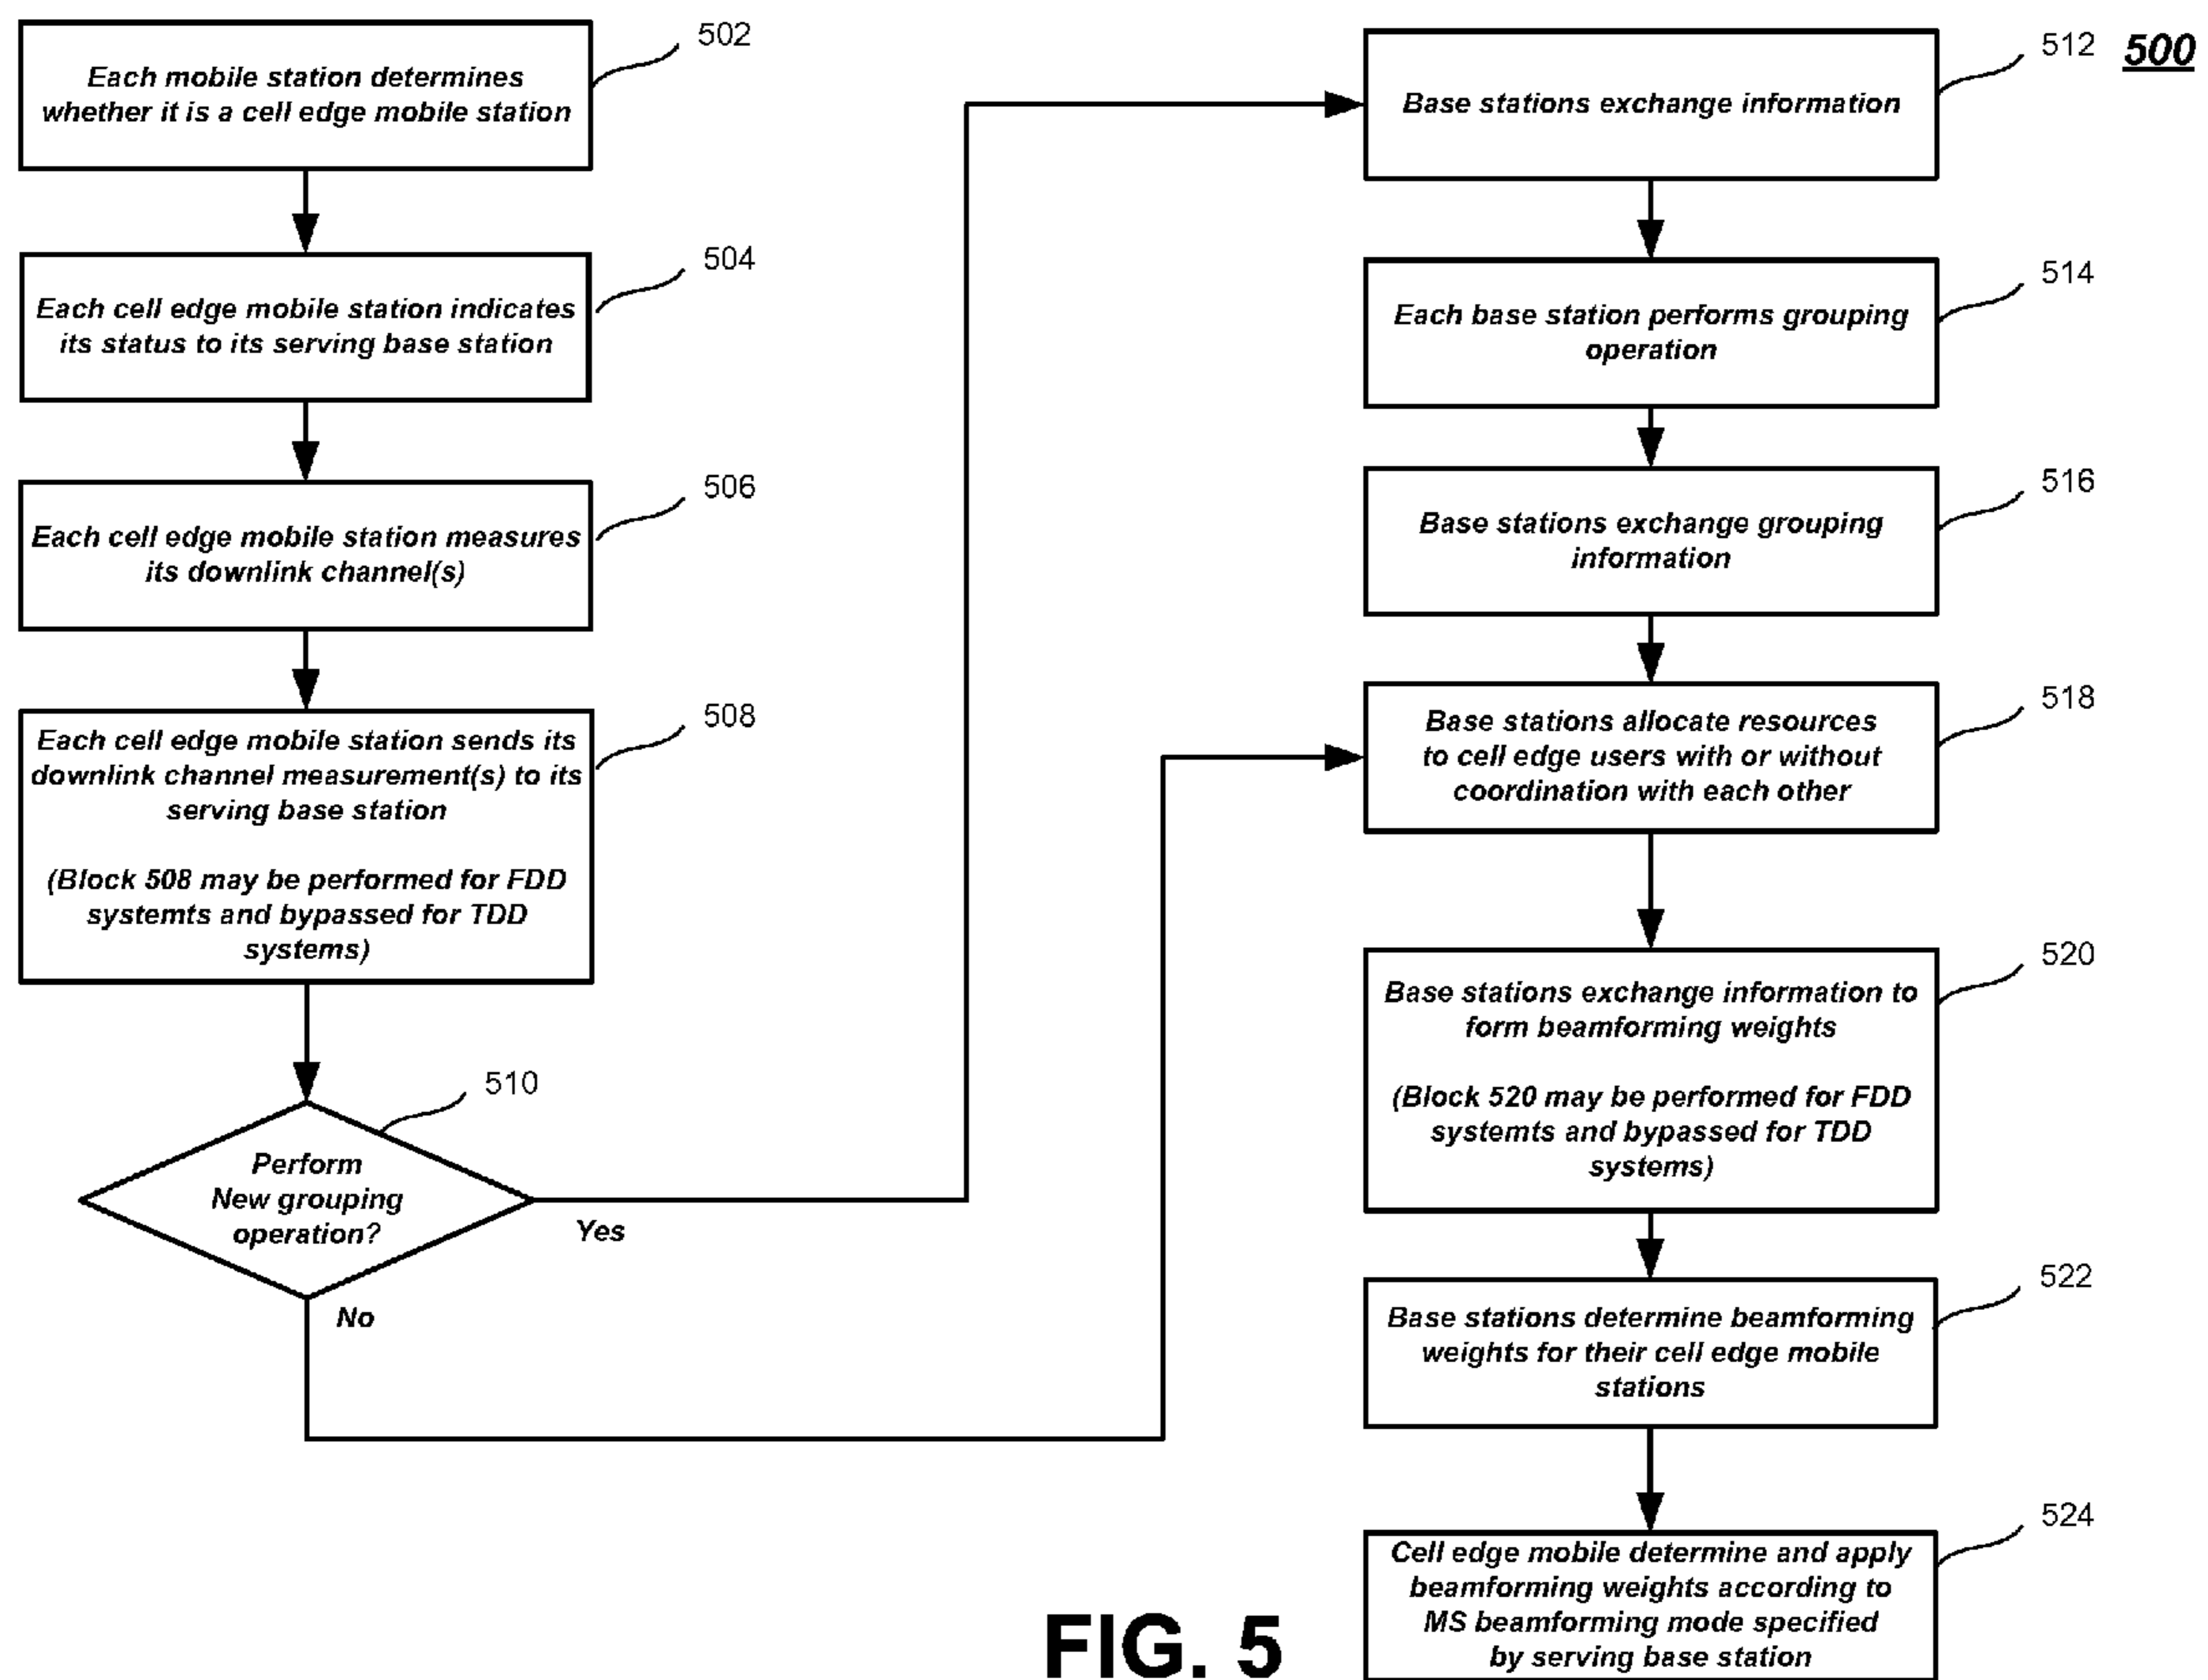 502
Each mobile station determines
whether it is a cell edge mobile station
504
Each cell edge mobile station indicates
its status to its serving base station
506
Each cell edge mobile station measures
its downlink channel(s)
508
Each cell edge mobile station sends its
downlink channel measurement(s) to its
serving base station
(Block 508 may be performed for FDD
systemts and bypassed for TDD
systems)
510
Perform
New grouping
operation?
Yes
No
500
512
Base stations exchange information
514
Each base station performs grouping
operation
516
Base stations exchange grouping
information
518
Base stations allocate resources
to cell edge users with or without
coordination with each other
520
Base stations exchange information to
form beamforming weights
(Block 520 may be performed for FDD
systemts and bypassed for TDD
systems)
522
Base stations determine beamforming
weights for their cell edge mobile
stations
524
Cell edge mobile determine and apply
beamforming weights according to
MS beamforming mode specified
by serving base station
FIG. 5